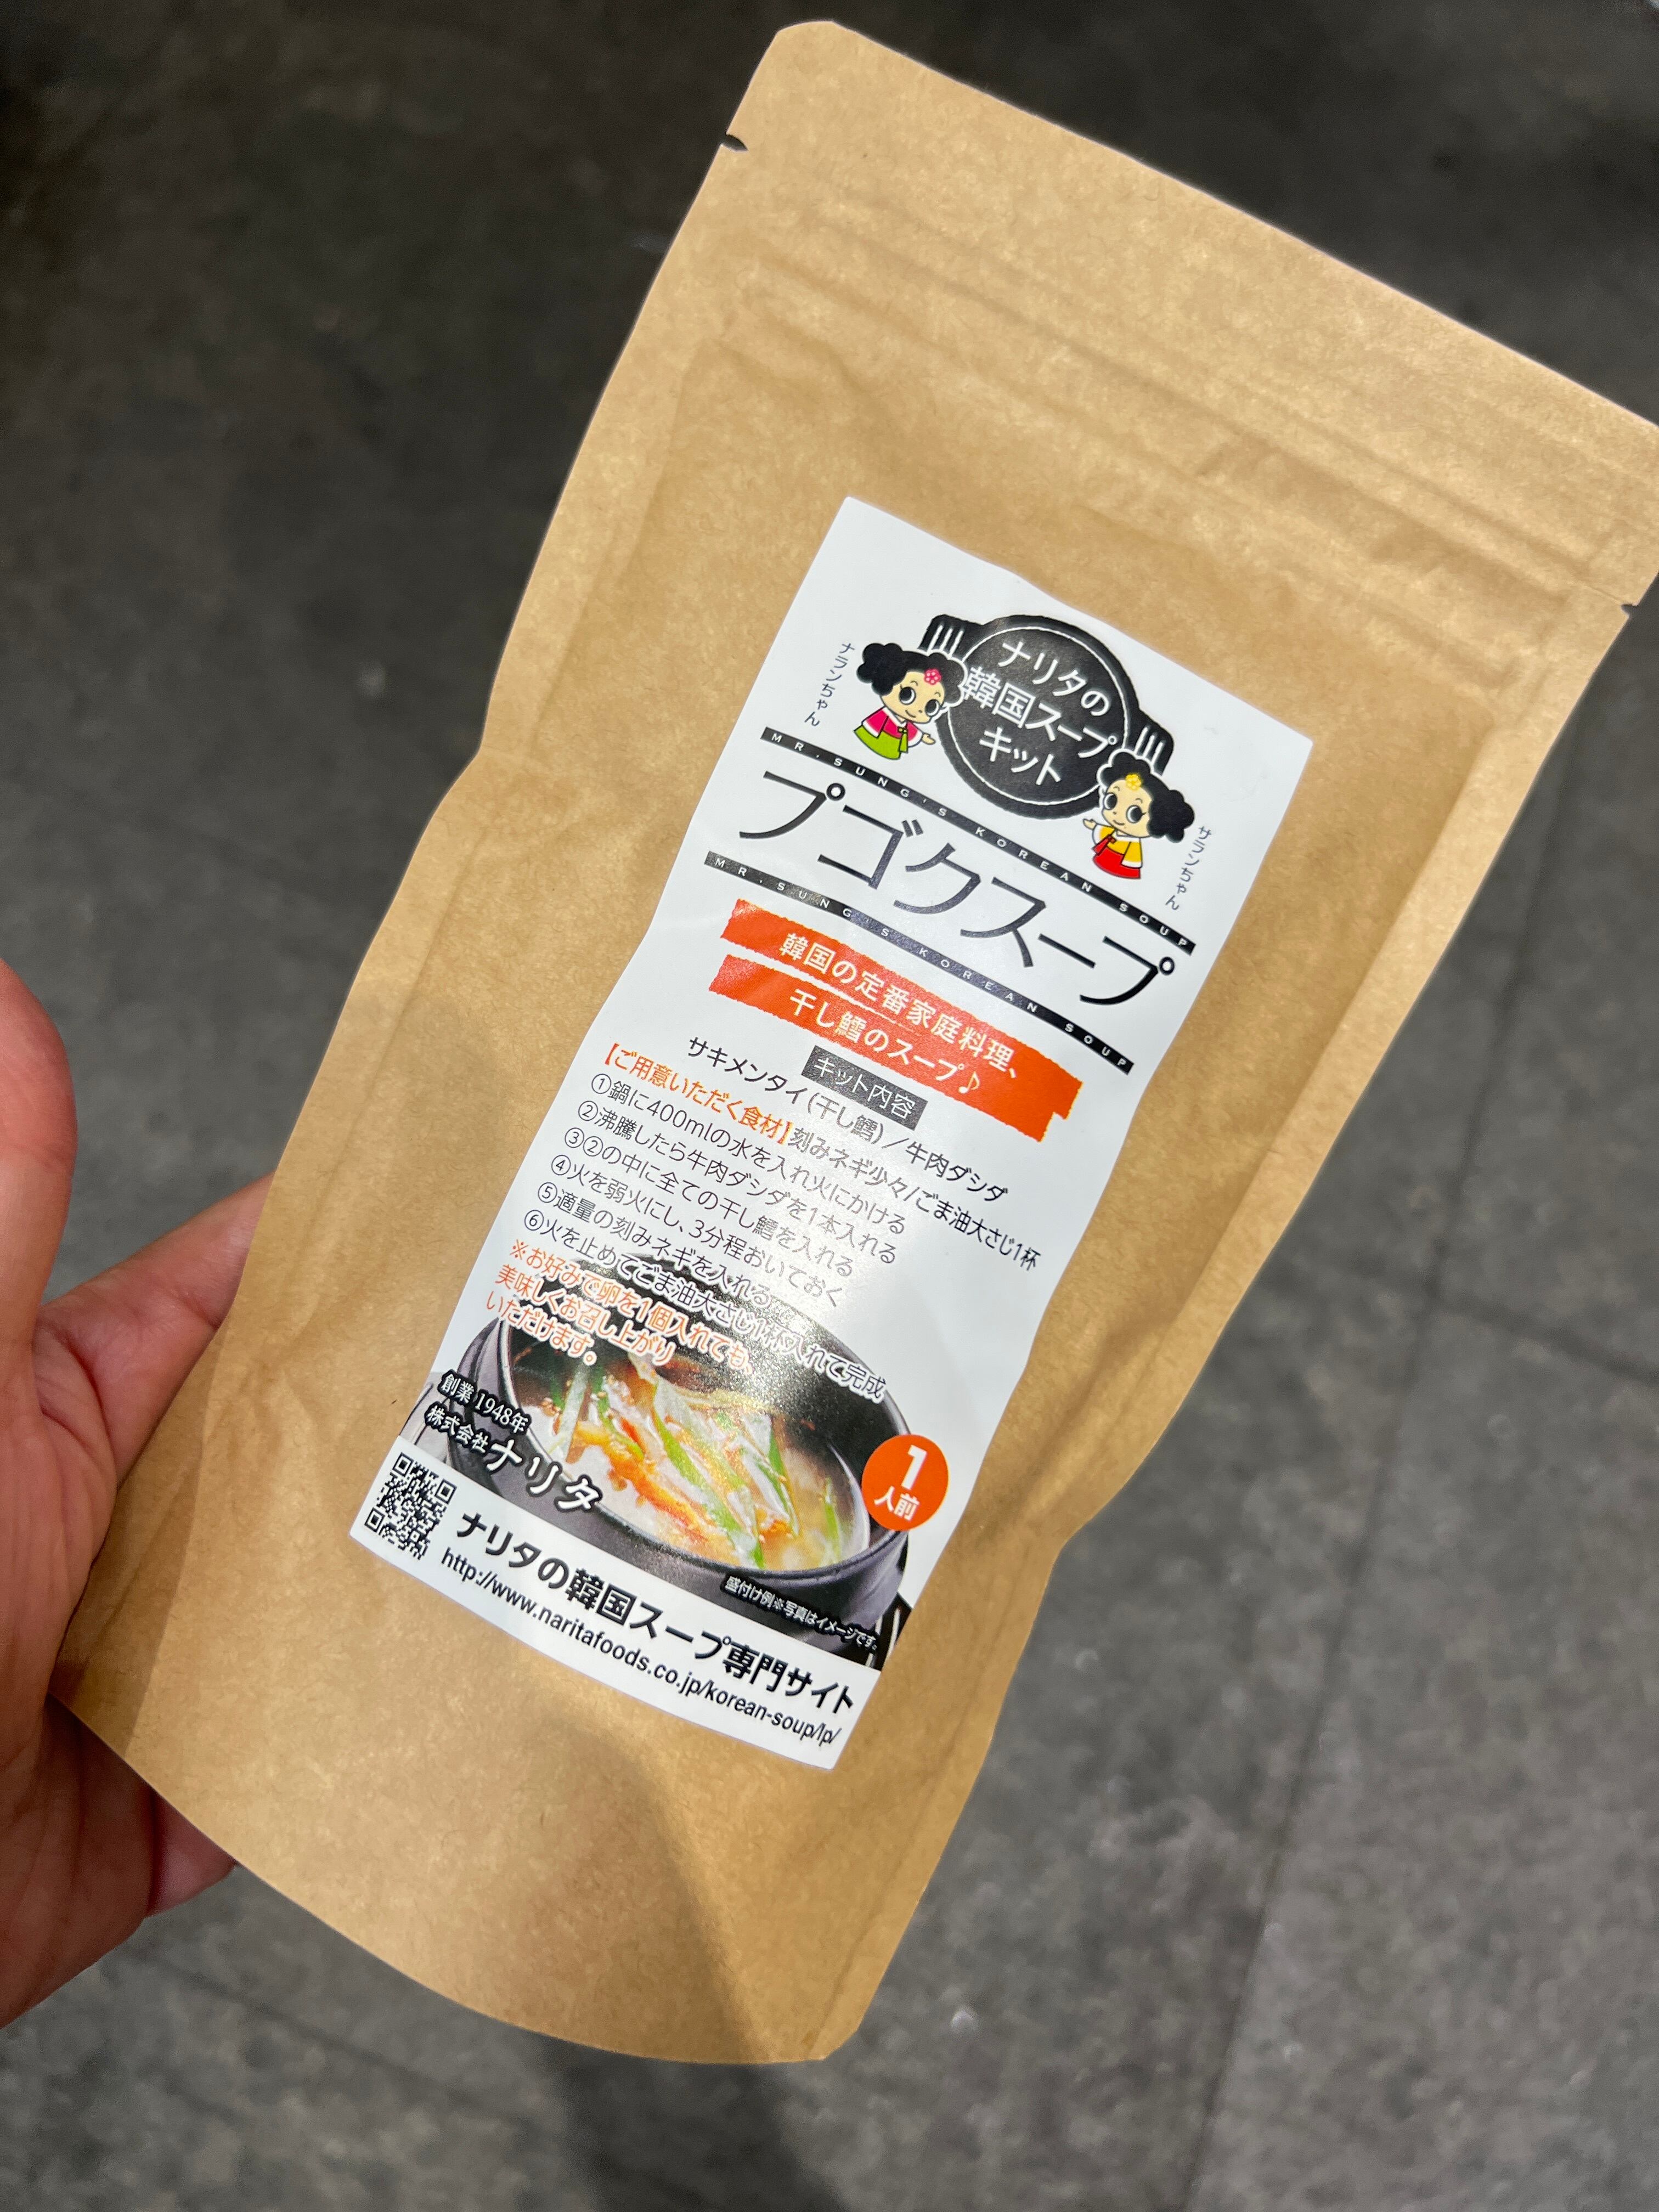 ナリタの
韓国スープ
キット
ナランちゃん
サランちゃん
MR.SUNG'S KOREAN SOUP
プゴクスープ
MR.SUNG'S KOREAN SOUP
韓国の定番家庭料理、
干し鱈のスープ♪
キット内容
サキメンタイ(干し鱈)／牛肉ダシダ
【ご用意いただく食材】刻みネギ少々/ごま油大さじ1杯
①鍋に400mlの水を入れ火にかける
②沸騰したら牛肉ダシダを1本入れる
③②の中に全ての干し鱈を入れる
④火を弱火にし、3分程おいておく
⑤適量の刻みネギを入れる
⑥火を止めてごま油大さじ1杯入れて完成
※お好みで卵を1個入れても、
美味しくお召し上がり
いただけます。
創業1948年
株式会社ナリタ
1
人前
盛付け例※写真はイメージです。
ナリタの韓国スープ専門サイト
http://www.naritafoods.co.jp/korean-soup/lp/